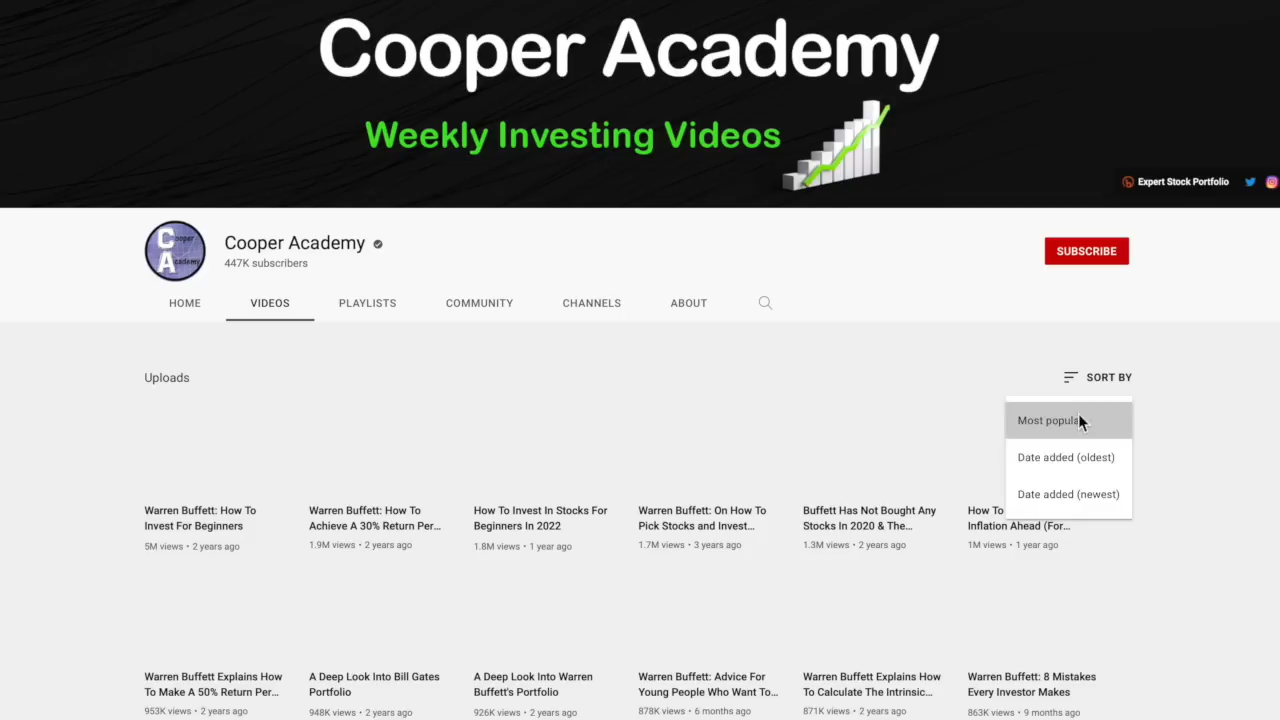 Cooper Academy
Weekly Investing Videos
Expert Stock Portfolio
C ooper
A cademy
Cooper Academy
447K subscribers
SUBSCRIBE
HOME VIDEOS PLAYLISTS COMMUNITY CHANNELS ABOUT
Uploads
SORT BY
Most popula
Date added (oldest)
Date added (newest)
Warren Buffett: How To
Invest For Beginners
5M views • 2 years ago
Warren Buffett: How To
Achieve A 30% Return Per...
1.9M views • 2 years ago
How To Invest In Stocks For
Beginners In 2022
1.8M views • 1 year ago
Warren Buffett: On How To
Pick Stocks and Invest...
1.7M views • 3 years ago
Buffett Has Not Bought Any
Stocks In 2020 & The...
1.3M views • 2 years ago
How To
Inflation Ahead (For...
1M views • 1 year ago
Warren Buffett Explains How
To Make A 50% Return Per...
953K views • 2 years ago
A Deep Look Into Bill Gates
Portfolio
948K views • 2 years ago
A Deep Look Into Warren
Buffett's Portfolio
926K views • 2 years ago
Warren Buffett: Advice For
Young People Who Want To...
878K views • 6 months ago
Warren Buffett Explains How
To Calculate The Intrinsic...
871K views • 2 years ago
Warren Buffett: 8 Mistakes
Every Investor Makes
863K views • 9 months ago